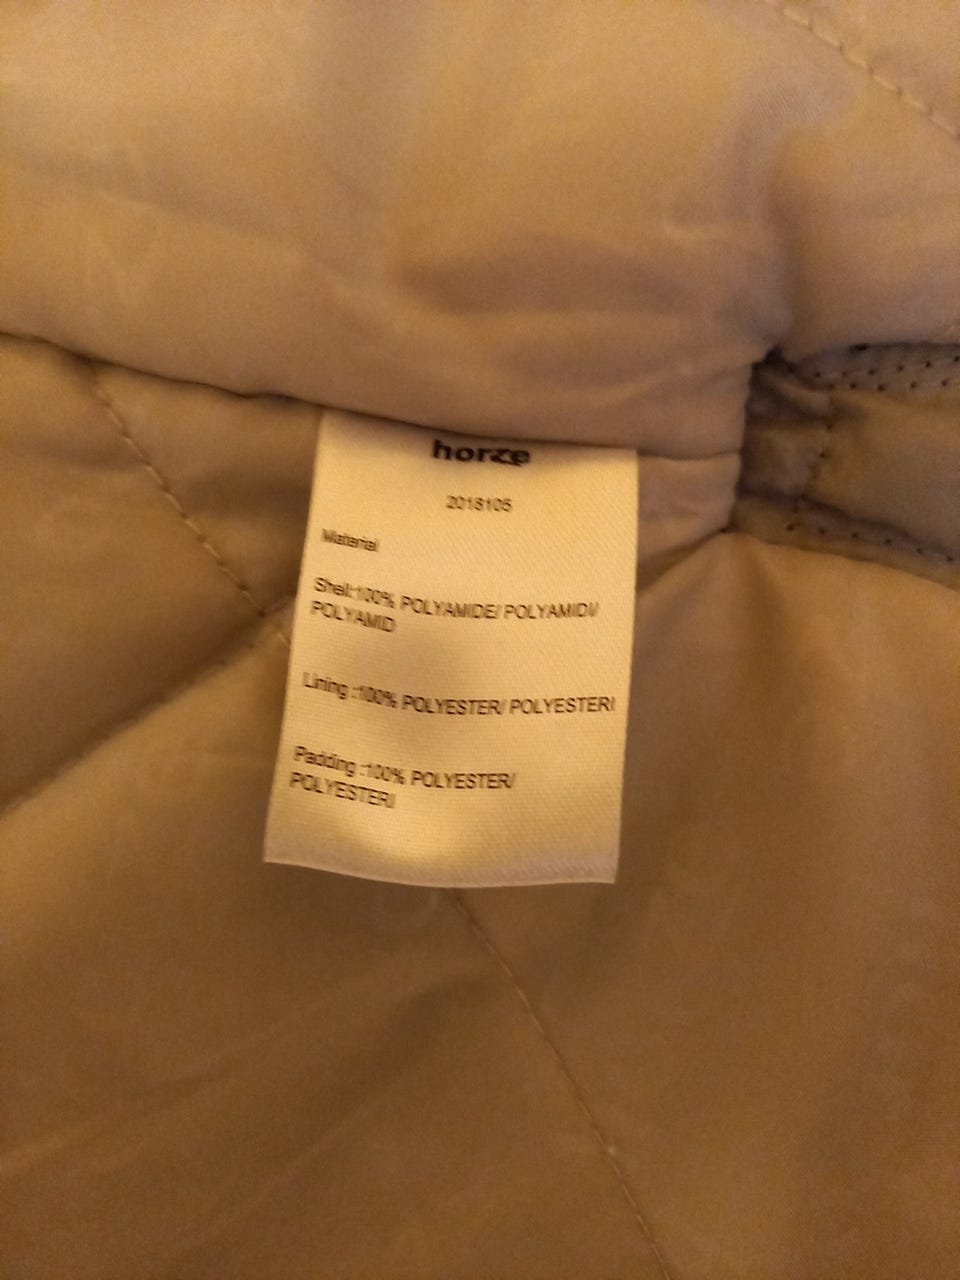 horze
2018105
Material
Shell:100% POLYAMIDE/ POLYAMIDI/
POLYAMID
Lining :100% POLYESTER/ POLYESTERI
Padding :100% POLYESTER/
POLYESTERI